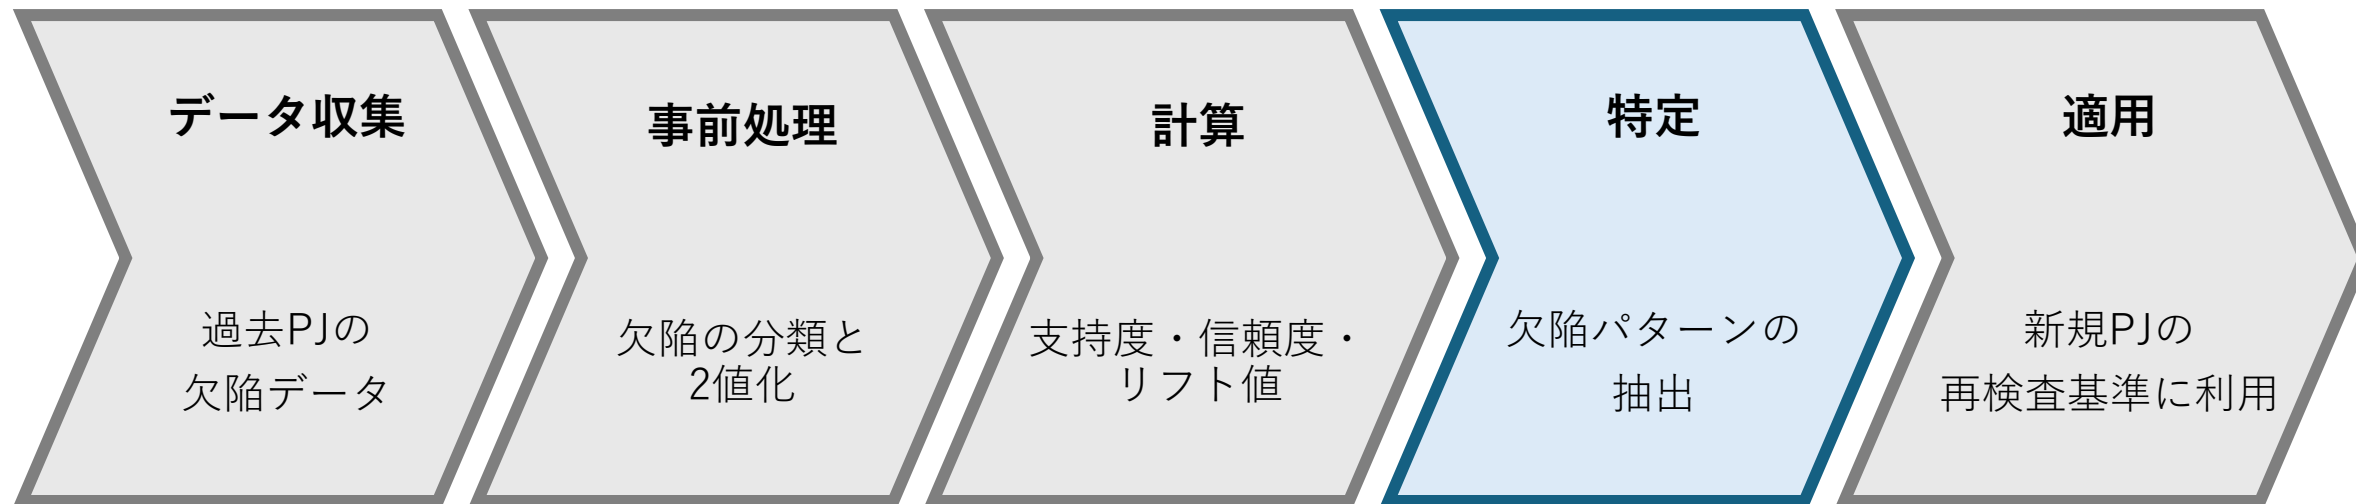 データ収集
過去PJの
欠陥データ
事前処理
欠陥の分類と
2値化
計算
支持度・信頼度・
リフト値
特定
欠陥パターンの
抽出
適用
新規PJの
再検査基準に利用